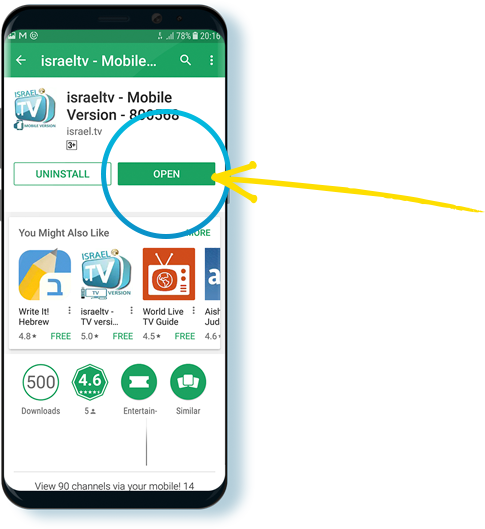 78% 20:16
israeltv - Mobile...
ISRAEL
TV
MOBILE VERSION
israeltv - Mobile
Version - 800568
israel.tv
3+
UNINSTALL
OPEN
You Might Also Like
MORE
ב
ISRAEL
TV
TV VERSION
a
Write It!
Hebrew
4.8★ FREE
israeltv -
TV versi...
5.0★ FREE
World Live
TV Guide
4.5★ FREE
Aish
Jud
4.6
500
Downloads
4.6
5
Entertain-
Similar
View 90 channels via your mobile! 14